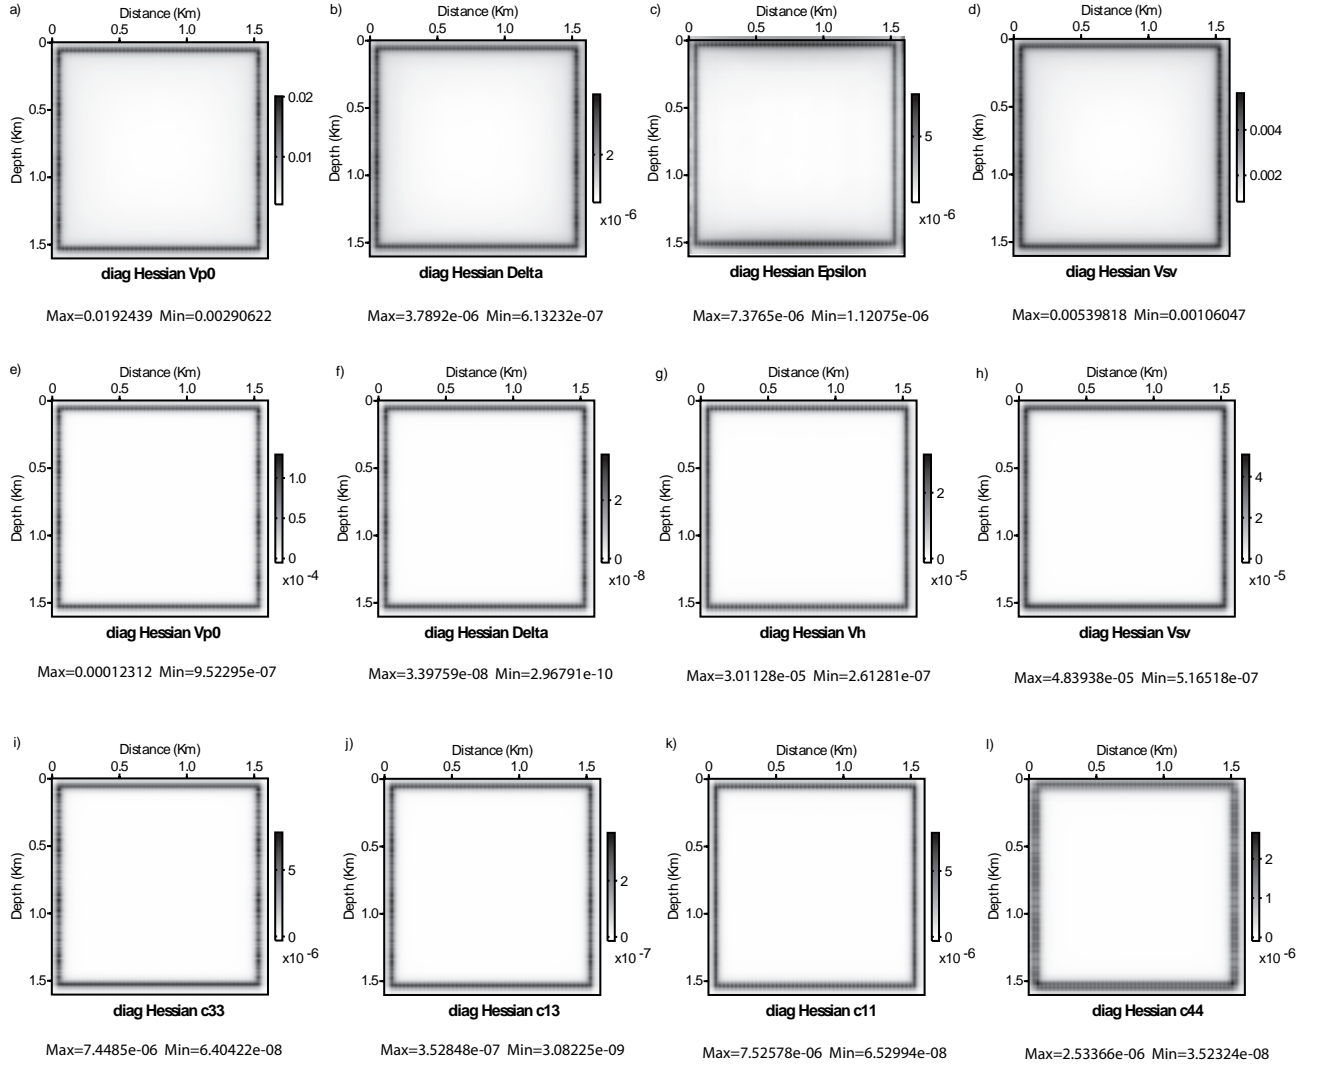 a)
Distance (Km)
0 0.5 1.0 1.5
0
0.5
1.0
1.5
Depth (Km)
0.02
0.01
diag Hessian Vp0
Max=0.0192439 Min=0.00290622
b)
Distance (Km)
0 0.5 1.0 1.5
0
0.5
1.0
1.5
Depth (Km)
2
x10 -6
diag Hessian Delta
Max=3.7892e-06 Min=6.13232e-07
c)
Distance (Km)
0 0.5 1.0 1.5
0
0.5
1.0
1.5
Depth (Km)
5
x10 -6
diag Hessian Epsilon
Max=7.3765e-06 Min=1.12075e-06
d)
Distance (Km)
0 0.5 1.0 1.5
0
0.5
1.0
1.5
Depth (Km)
0.004
0.002
diag Hessian Vsv
Max=0.00539818 Min=0.00106047
e)
Distance (Km)
0 0.5 1.0 1.5
0
0.5
1.0
1.5
Depth (Km)
1.0
0.5
0
x10 -4
diag Hessian Vp0
Max=0.00012312 Min=9.52295e-07
f)
Distance (Km)
0 0.5 1.0 1.5
0
0.5
1.0
1.5
Depth (Km)
2
0
x10 -8
diag Hessian Delta
Max=3.39759e-08 Min=2.96791e-10
g)
Distance (Km)
0 0.5 1.0 1.5
0
0.5
1.0
1.5
Depth (Km)
2
0
x10 -5
diag Hessian Vh
Max=3.01128e-05 Min=2.61281e-07
h)
Distance (Km)
0 0.5 1.0 1.5
0
0.5
1.0
1.5
Depth (Km)
4
2
0
x10 -5
diag Hessian Vsv
Max=4.83938e-05 Min=5.16518e-07
i)
Distance (Km)
0 0.5 1.0 1.5
0
0.5
1.0
1.5
Depth (Km)
5
0
x10 -6
diag Hessian c33
Max=7.4485e-06 Min=6.40422e-08
j)
Distance (Km)
0 0.5 1.0 1.5
0
0.5
1.0
1.5
Depth (Km)
2
0
x10 -7
diag Hessian c13
Max=3.52848e-07 Min=3.08225e-09
k)
Distance (Km)
0 0.5 1.0 1.5
0
0.5
1.0
1.5
Depth (Km)
5
0
x10 -6
diag Hessian c11
Max=7.52578e-06 Min=6.52994e-08
l)
Distance (Km)
0 0.5 1.0 1.5
0
0.5
1.0
1.5
Depth (Km)
2
1
0
x10 -6
diag Hessian c44
Max=2.53366e-06 Min=3.52324e-08